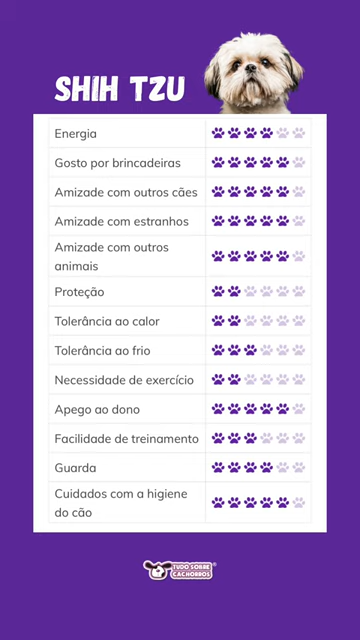 SHIH TZU
Energia
Gosto por brincadeiras
Amizade com outros cães
Amizade com estranhos
Amizade com outros
animais
Proteção
Tolerância ao calor
Tolerância ao frio
Necessidade de exercício
Apego ao dono
Facilidade de treinamento
Guarda
Cuidados com a higiene
do cão
TUDO SOBRE
CACHORROS